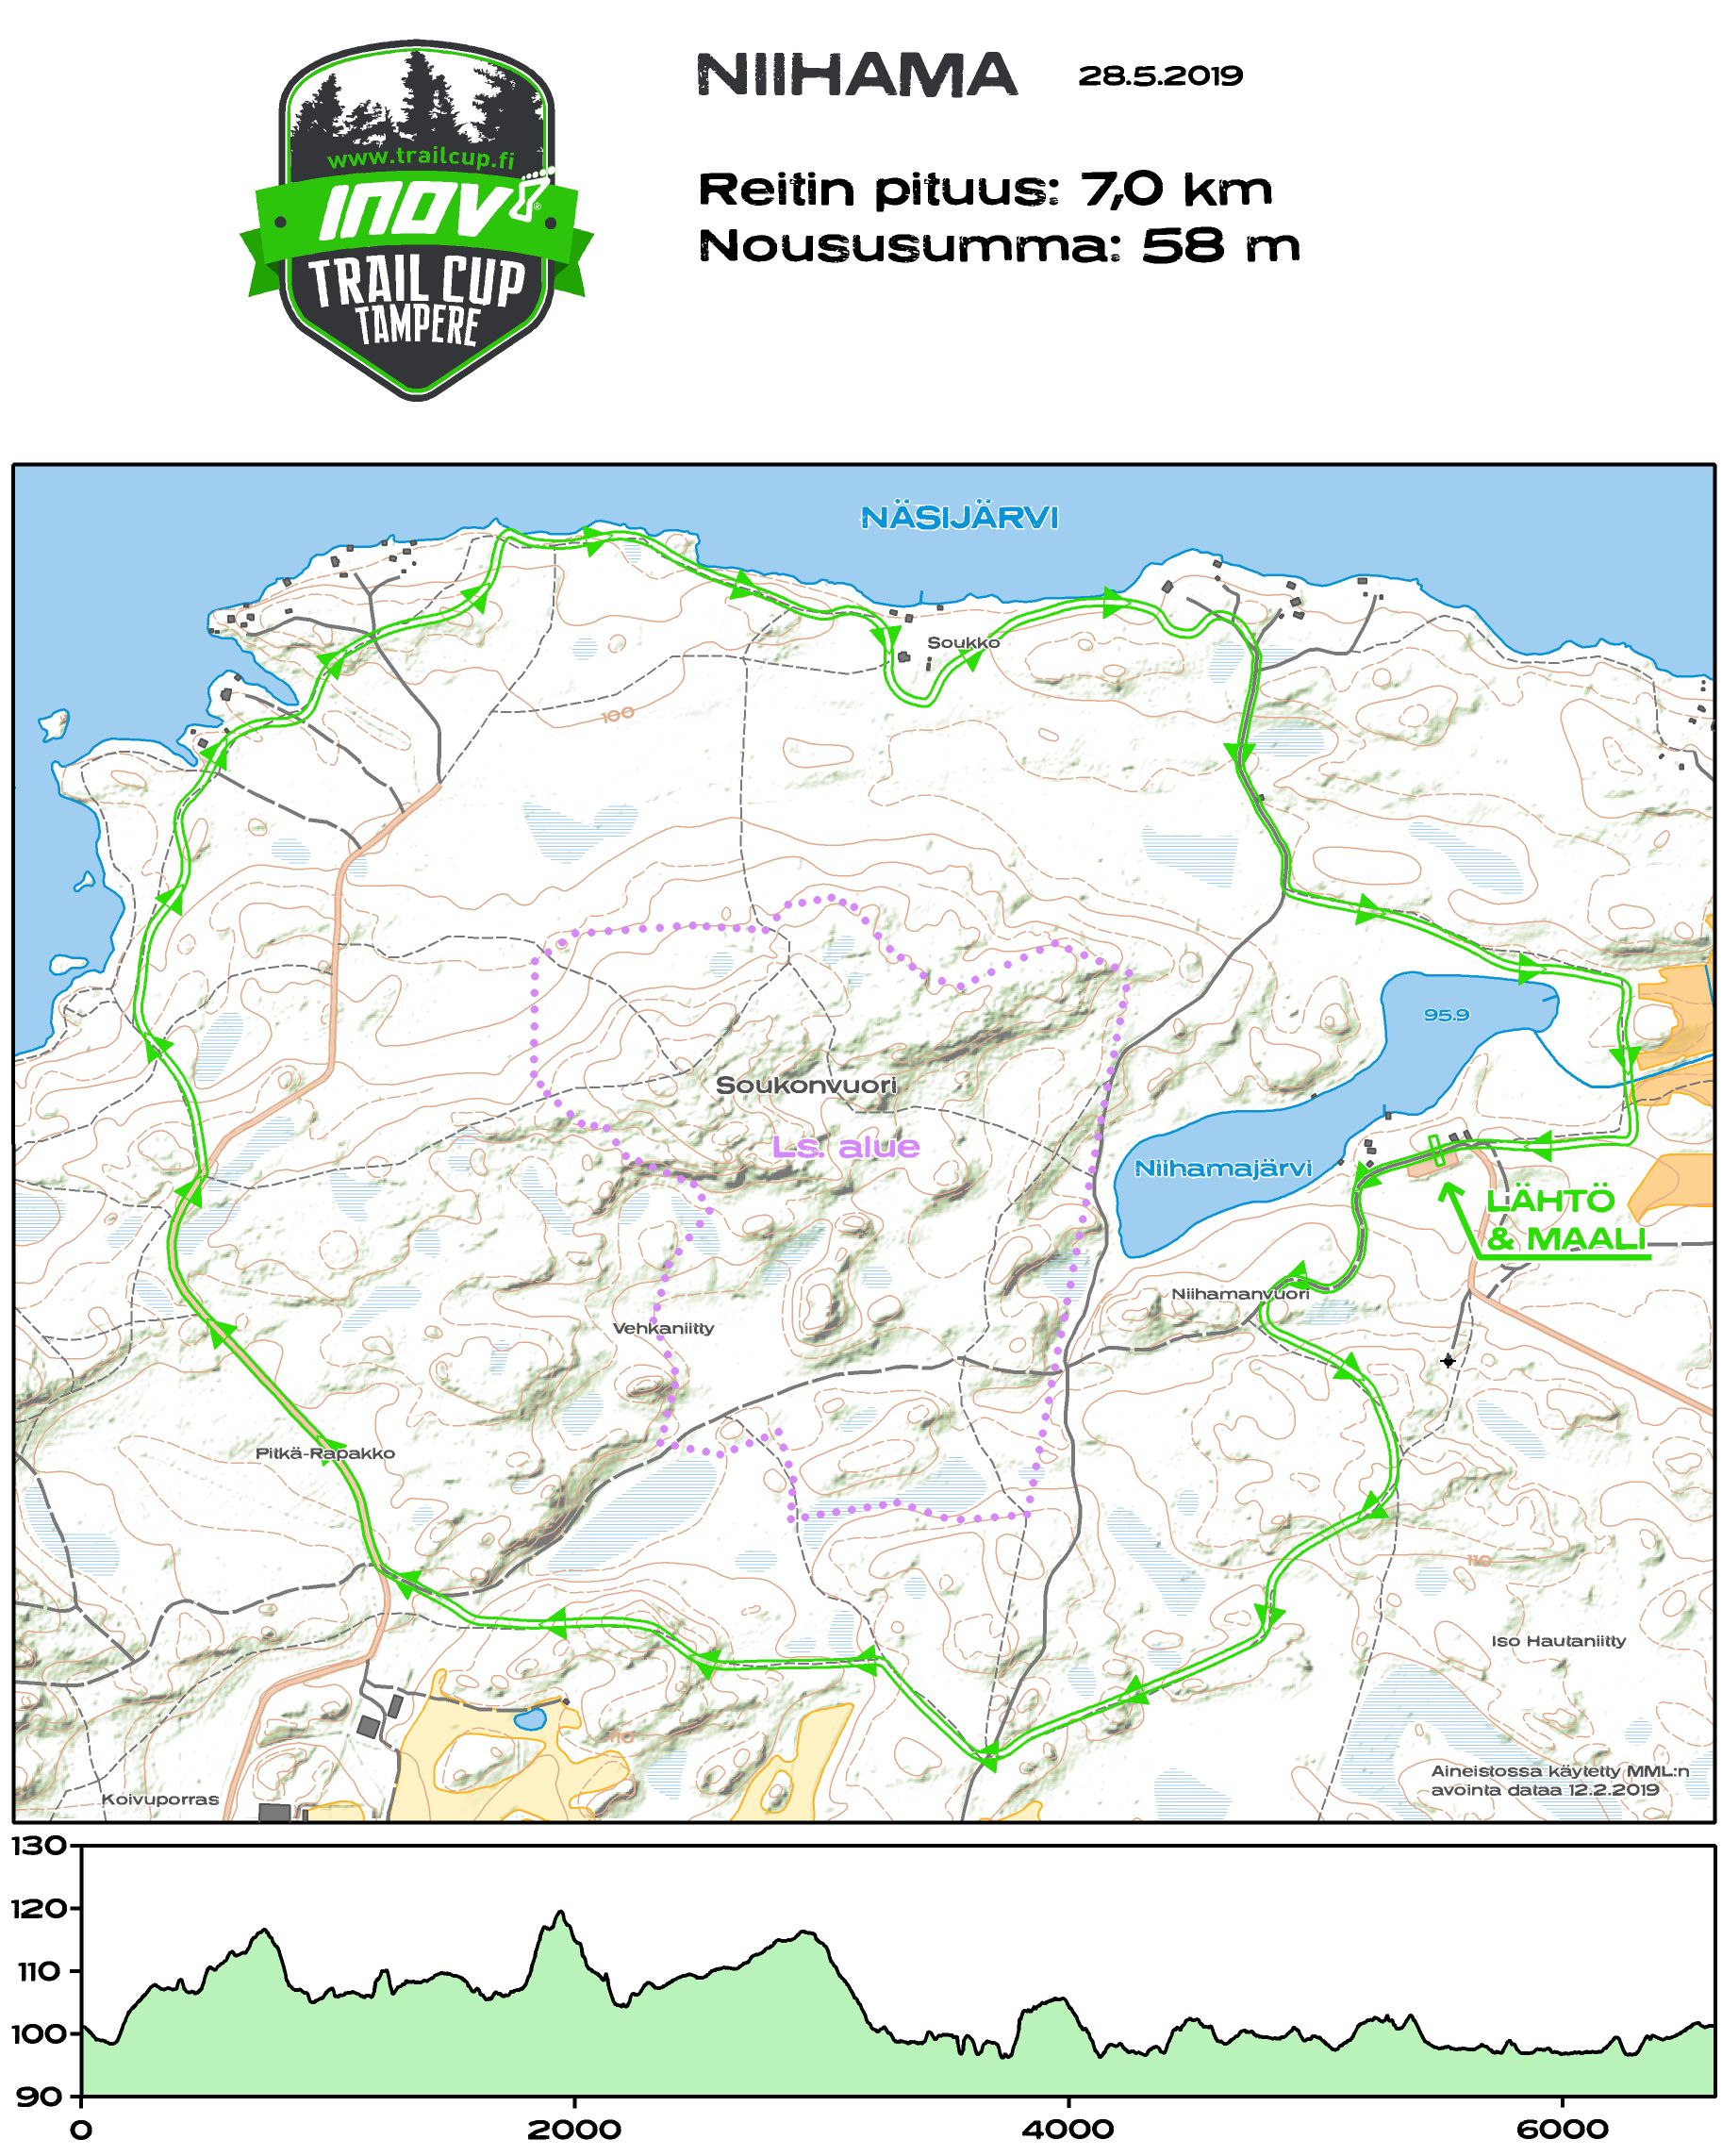 www.trailcup.fi
inov8
TRAIL CUP
TAMPERE
NIIHAMA 28.5.2019
Reitin pituus: 7,0 km
Noususumma: 58 m
NÄSIJÄRVI
Soukko
100
95.9
Soukonvuori
Ls. alue
Niihamajärvi
LÄHTÖ
& MAALI
Niihamanvuori
Vehkaniitty
Pitkä-Rapakko
110
Iso Hautaniitty
110
Aineistossa käytetty MML:n
avointa dataa 12.2.2019
Koivuporras
130
120
110
100
90
0 2000 4000 6000